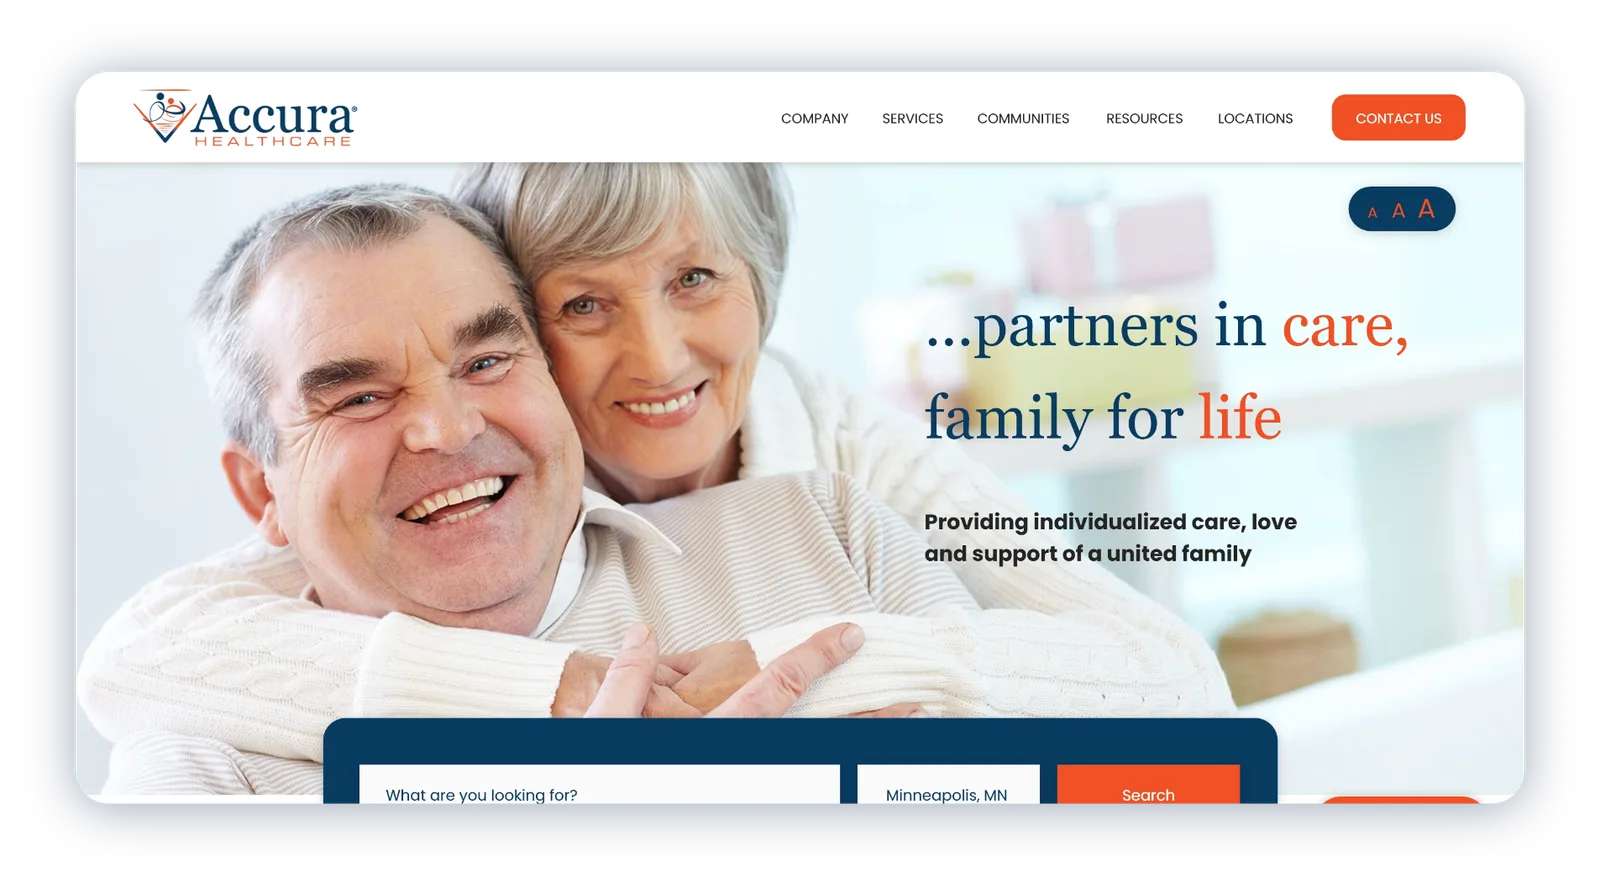 Accura®
HEALTHCARE
COMPANY SERVICES COMMUNITIES RESOURCES LOCATIONS CONTACT US
A A A
...partners in care,
family for life
Providing individualized care, love
and support of a united family
What are you looking for? Minneapolis, MN Search